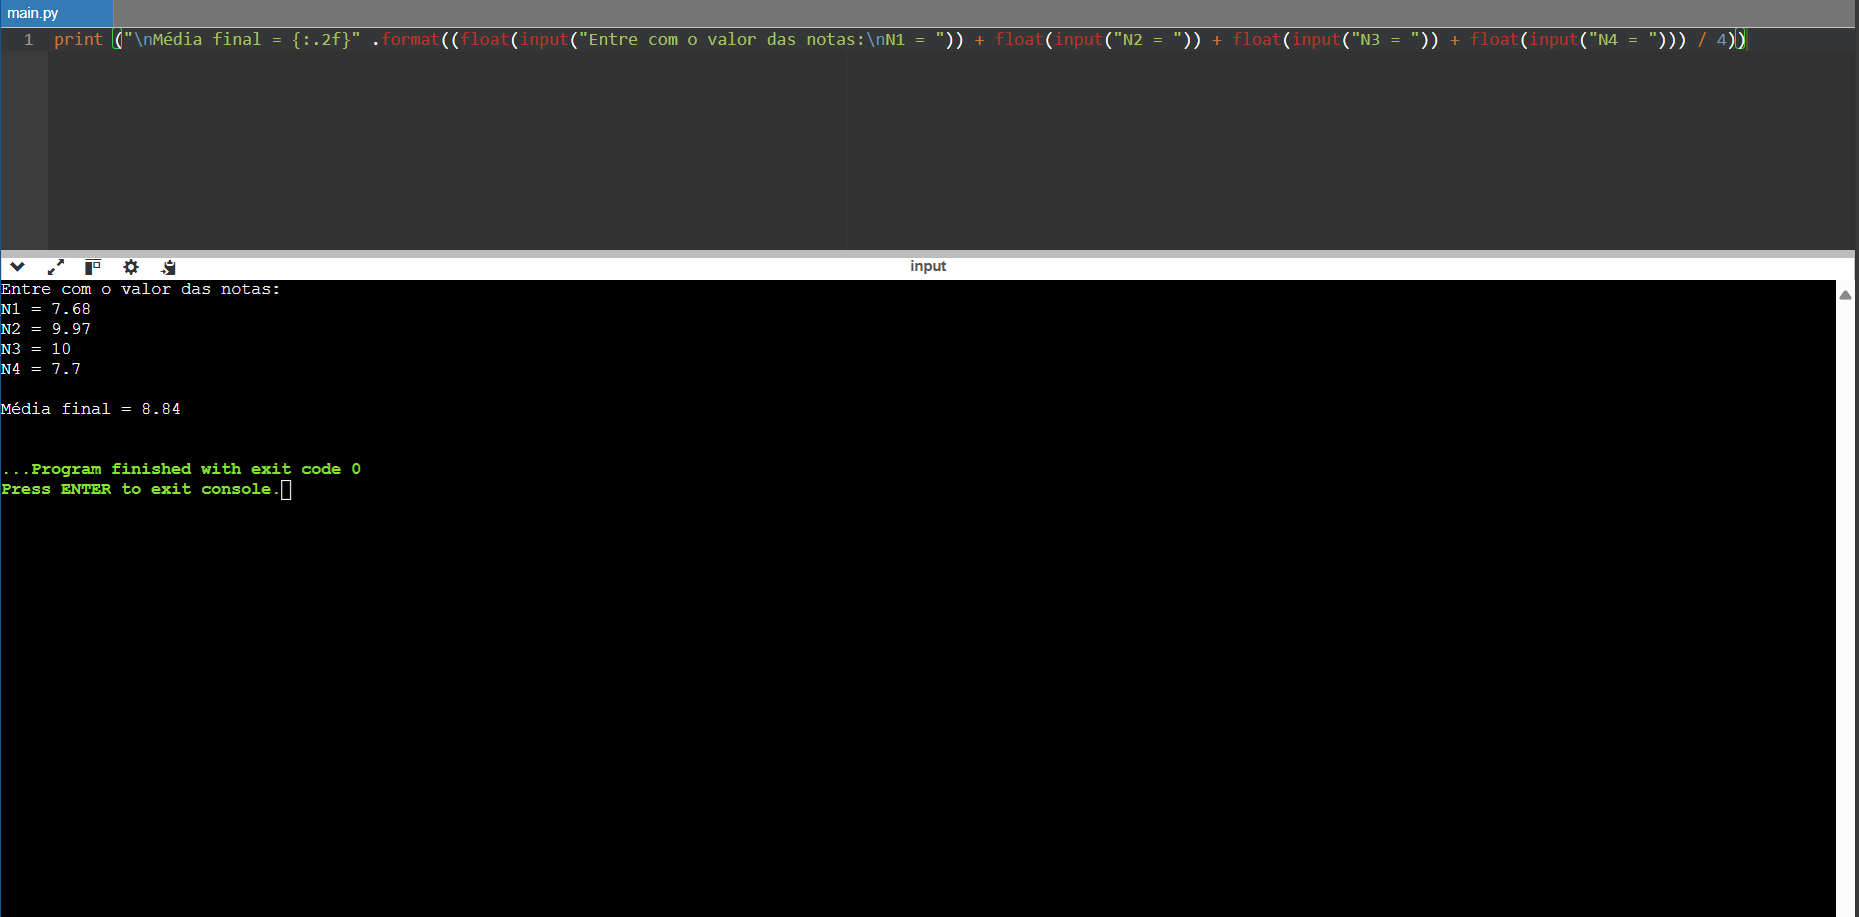 main.py
1 print ("\nMédia final = {:.2f}" .format((float(input("Entre com o valor das notas:\nN1 = ")) + float(input("N2 = ")) + float(input("N3 = ")) + float(input("N4 = "))) / 4))
input
Entre com o valor das notas:
N1 = 7.68
N2 = 9.97
N3 = 10
N4 = 7.7
Média final = 8.84
...Program finished with exit code 0
Press ENTER to exit console.